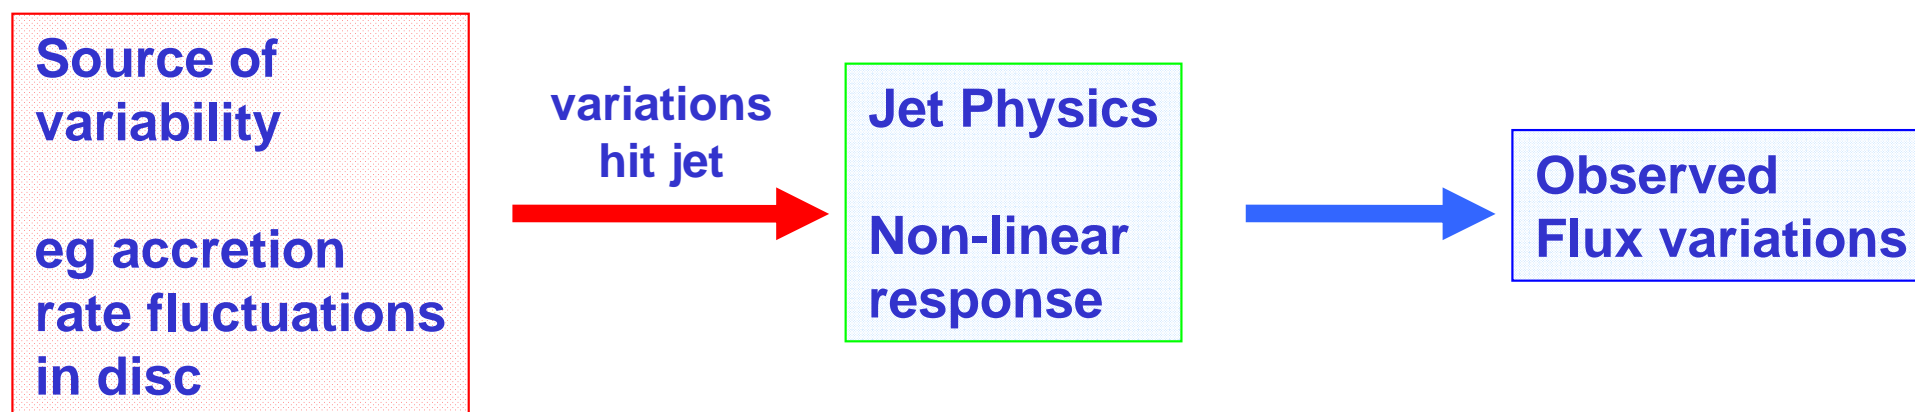 Source of
variability
eg accretion
rate fluctuations
in disc
variations
hit jet
Jet Physics
Non-linear
response
Observed
Flux variations